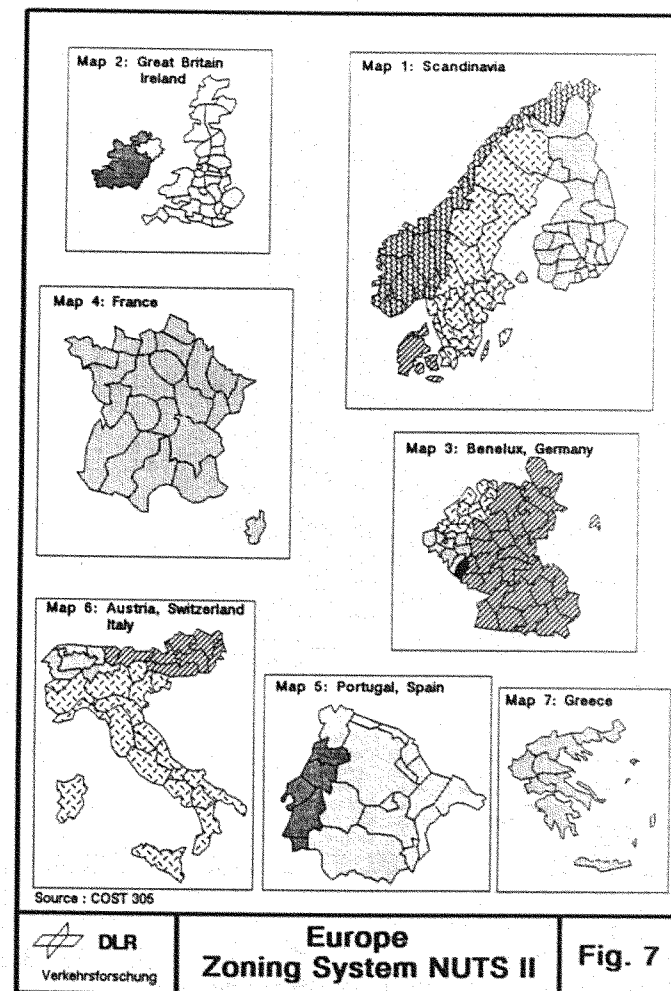 Map 2: Great Britain
Ireland
Map 1: Scandinavia
Map 4: France
Map 3: Benelux, Germany
Map 6: Austria, Switzerland
Italy
Map 5: Portugal, Spain
Map 7: Greece
Source : COST 305
DLR
Verkehrsforschung
Europe
Zoning System NUTS II
Fig. 7